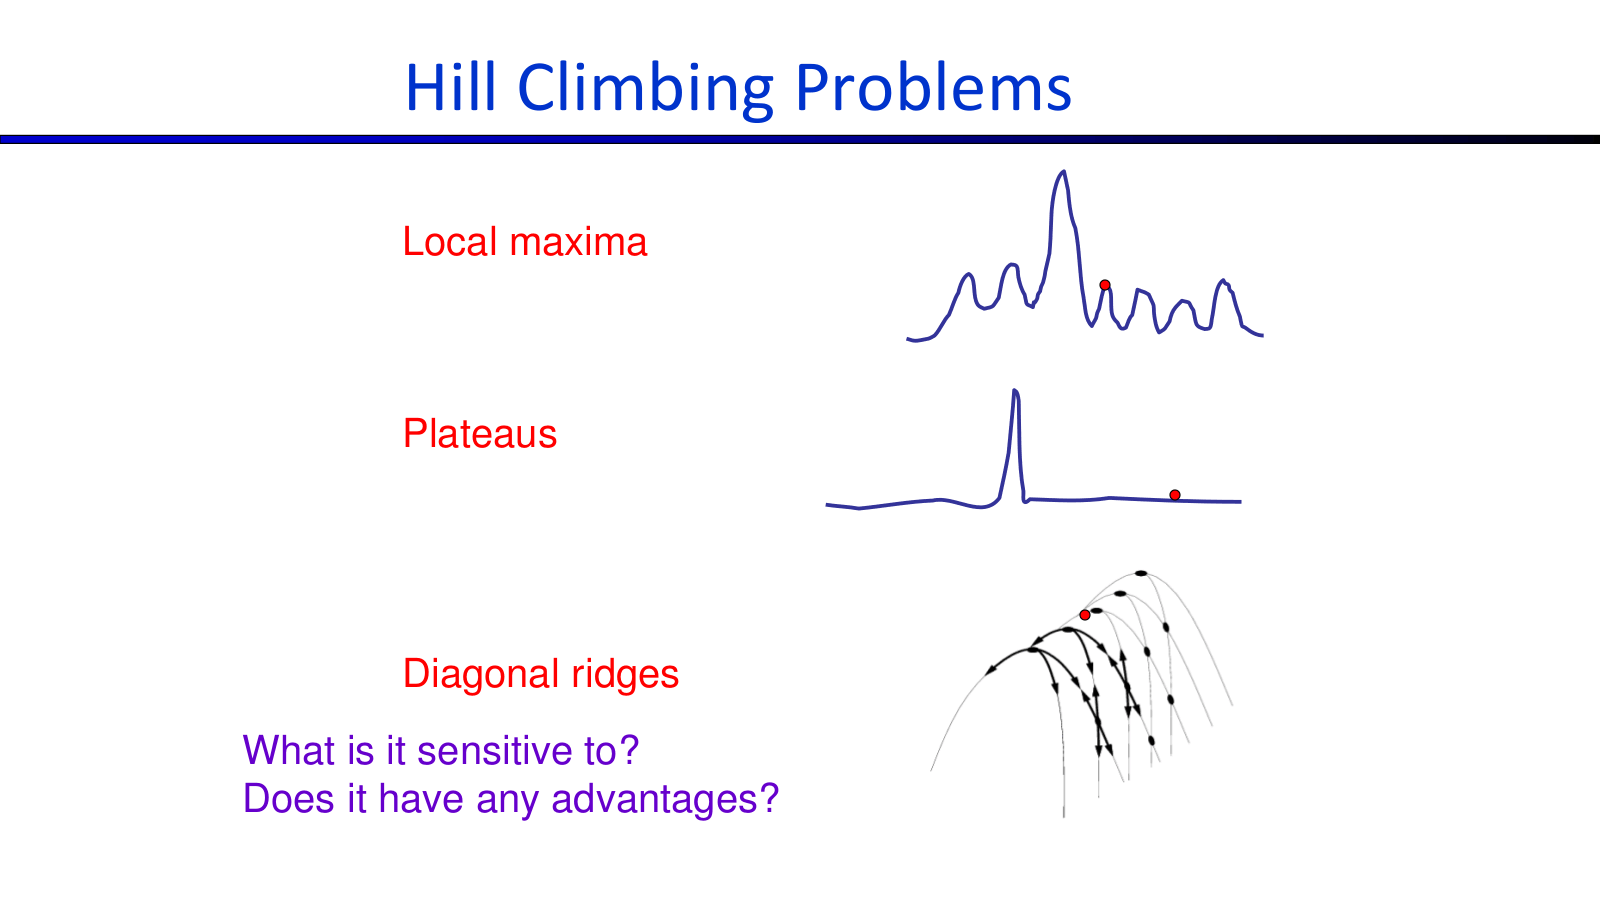 Hill Climbing Problems
Local maxima
Plateaus
Diagonal ridges
What is it sensitive to?
Does it have any advantages?